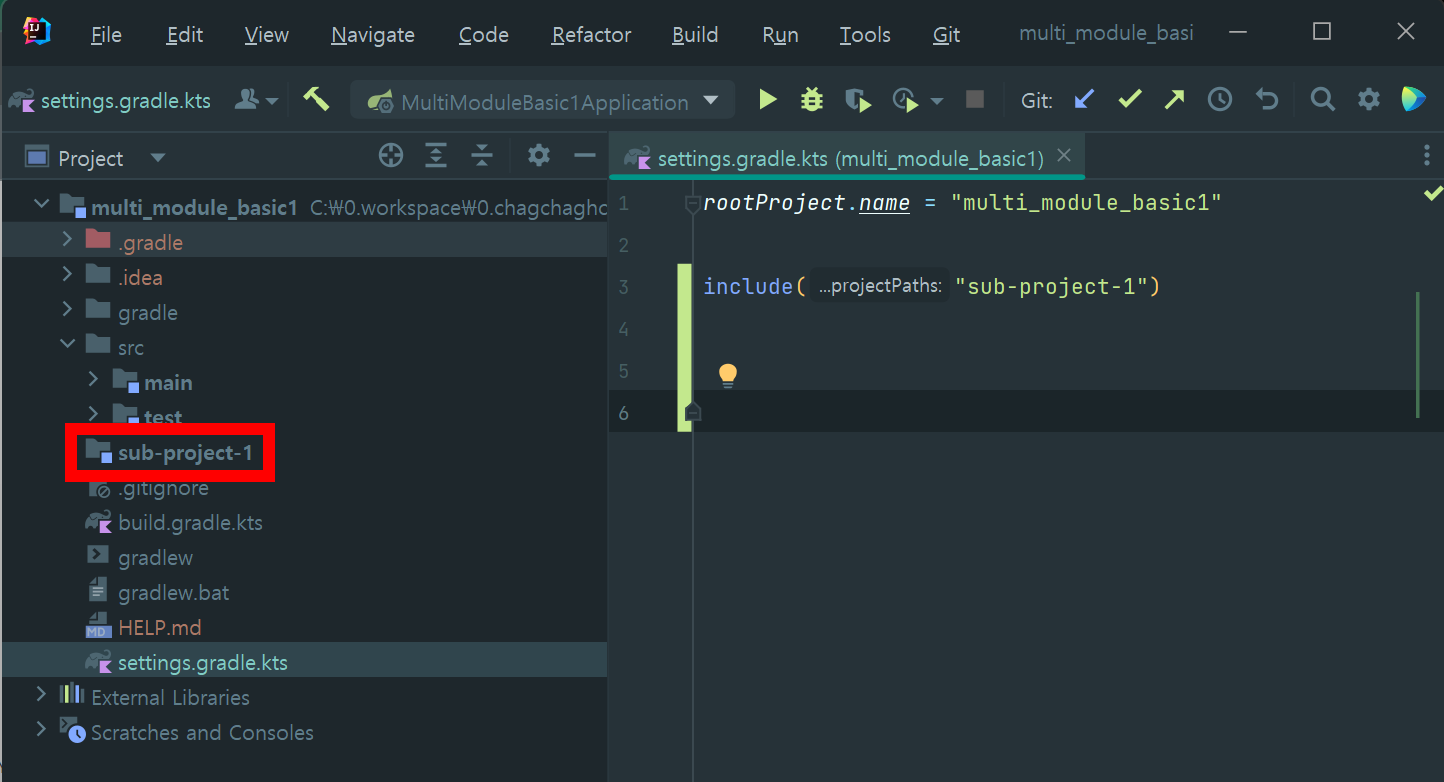 File Edit View Navigate Code Refactor Build Run Tools Git multi_module_basi
settings.gradle.kts MultiModuleBasic1Application Git:
Project
multi_module_basic1 C:₩0.workspace₩0.chagchaghc
.gradle
.idea
gradle
src
main
test
sub-project-1
.gitignore
build.gradle.kts
gradlew
gradlew.bat
HELP.md
settings.gradle.kts
External Libraries
Scratches and Consoles
settings.gradle.kts (multi_module_basic1)
1 rootProject.name = "multi_module_basic1"
2
3 include( ...projectPaths: "sub-project-1")
4
5
6